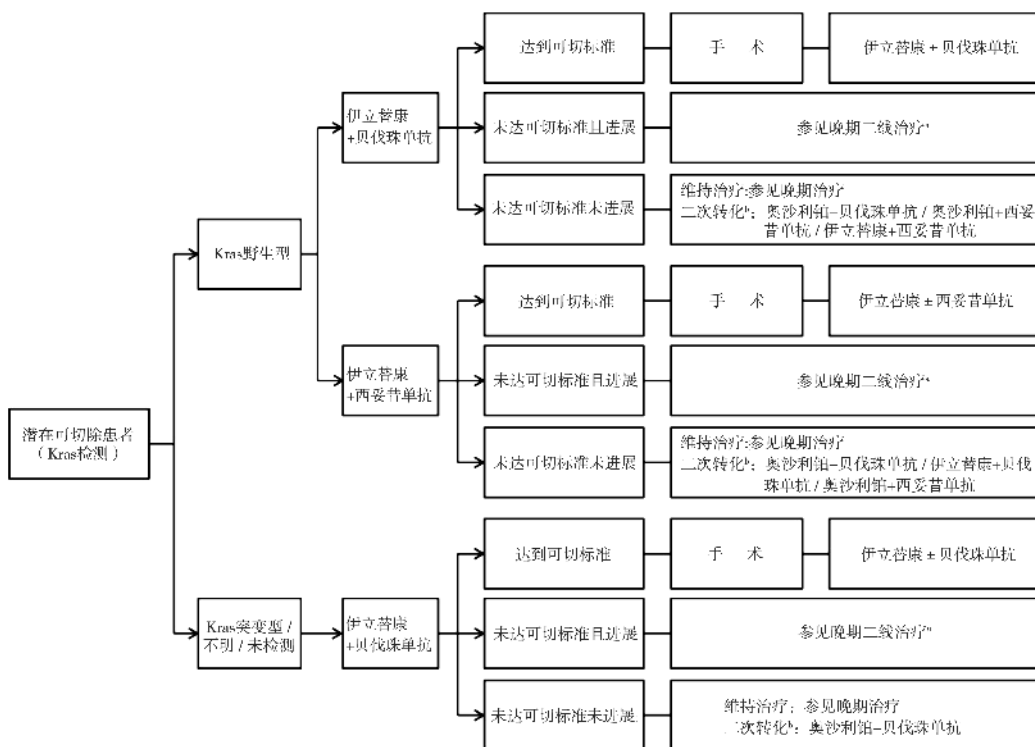 潜在可切除患者
（Kras检测）
Kras野生型
伊立替康
+贝伐珠单抗
达到可切标准
手 术
伊立替康 + 贝伐珠单抗
未达可切标准且进展
参见晚期二线治疗ᵃ
未达可切标准未进展
维持治疗:参见晚期治疗
二次转化ᵇ：奥沙利铂–贝伐珠单抗 / 奥沙利铂+西妥
昔单抗 / 伊立替康+西妥昔单抗
伊立替康
+西妥昔单抗
达到可切标准
手 术
伊立替康 ± 西妥昔单抗
未达可切标准且进展
参见晚期二线治疗ᵃ
未达可切标准未进展
维持治疗:参见晚期治疗
二次转化ᵇ：奥沙利铂–贝伐珠单抗 / 伊立替康+贝伐
珠单抗 / 奥沙利铂+西妥昔单抗
Kras突变型 /
不明 / 未检测
伊立替康
+贝伐珠单抗
达到可切标准
手 术
伊立替康 ± 贝伐珠单抗
未达可切标准且进展
参见晚期二线治疗ᵃ
未达可切标准未进展
维持治疗：参见晚期治疗
二次转化ᵇ：奥沙利铂–贝伐珠单抗